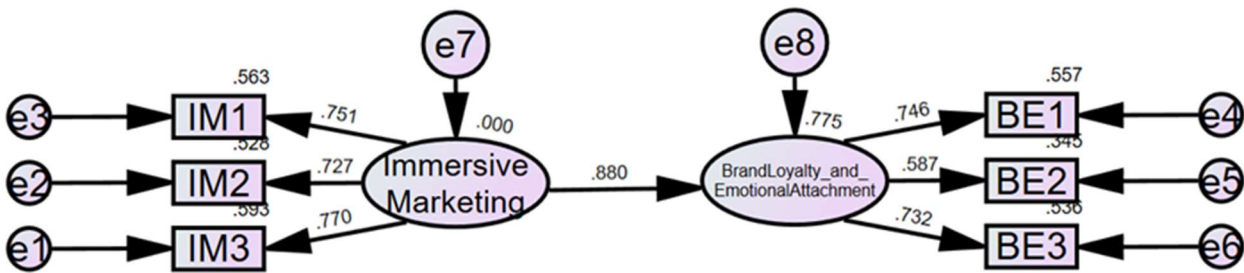 e7
e8
.563
.557
e3
IM1
.751
.000
.775
.746
BE1
e4
.528
.345
e2
IM2
.727
Immersive
Marketing
.880
BrandLoyalty_and_
EmotionalAttachment
.587
BE2
e5
.593
.536
e1
IM3
.770
.732
BE3
e6